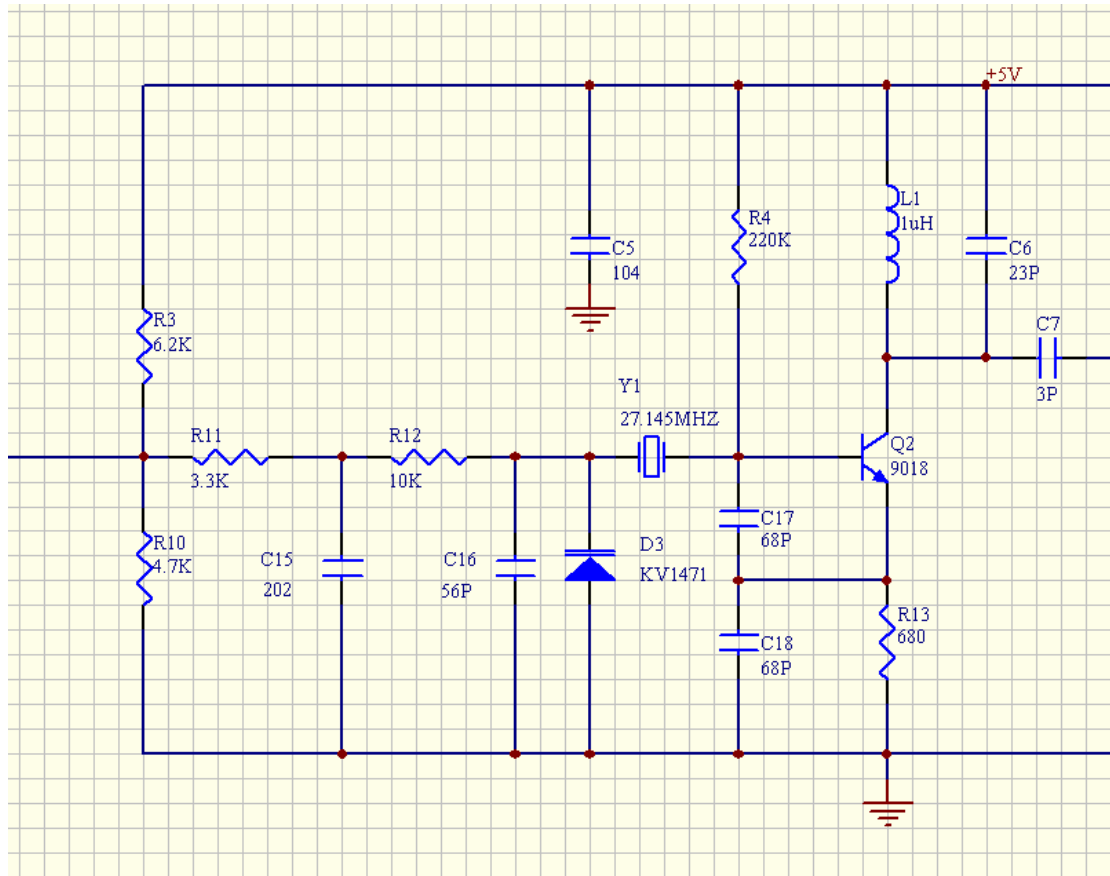 +5V
L1
1uH
R4
220K
C5
104
C6
23P
R3
6.2K
C7
3P
Y1
27.145MHZ
R11
3.3K
R12
10K
Q2
9018
C17
68P
R10
4.7K
C15
202
C16
56P
D3
KV1471
R13
680
C18
68P